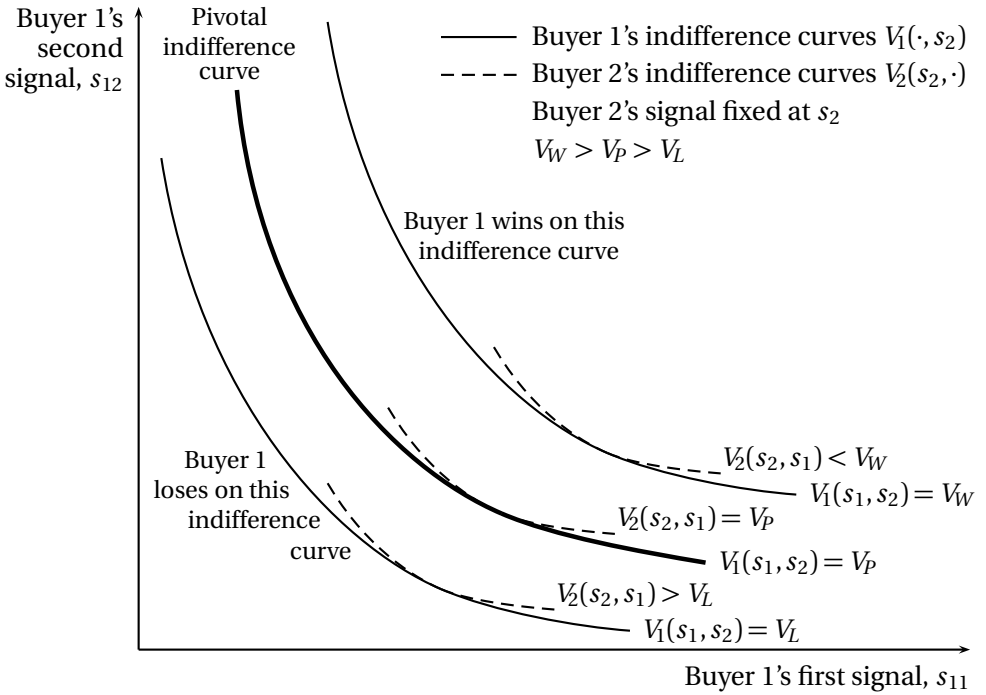 Buyer 1's
second
signal, s₁₂
Pivotal
indifference
curve
Buyer 1's indifference curves V₁(·, s₂)
Buyer 2's indifference curves V₂(s₂, ·)
Buyer 2's signal fixed at s₂
V_W > V_P > V_L
Buyer 1 wins on this
indifference curve
Buyer 1
loses on this
indifference
curve
V₂(s₂, s₁) < V_W
V₁(s₁, s₂) = V_W
V₂(s₂, s₁) = V_P
V₁(s₁, s₂) = V_P
V₂(s₂, s₁) > V_L
V₁(s₁, s₂) = V_L
Buyer 1's first signal, s₁₁